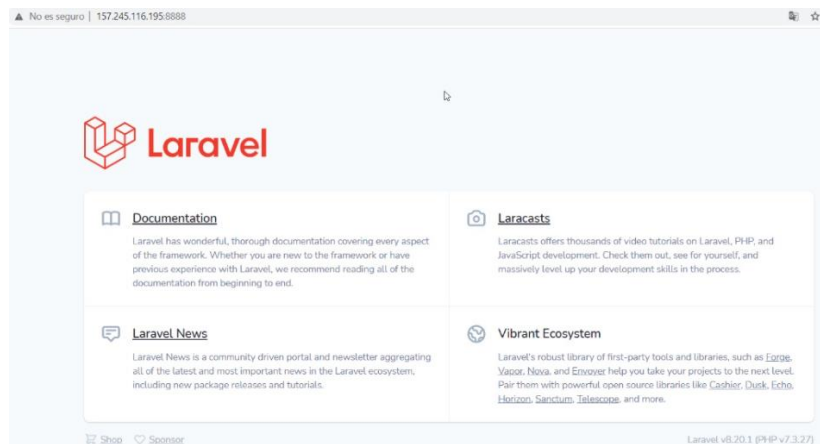 No es seguro | 157.245.116.195:8888
Laravel
Documentation
Laravel has wonderful, thorough documentation covering every aspect
of the framework. Whether you are new to the framework or have
previous experience with Laravel, we recommend reading all of the
documentation from beginning to end.
Laracasts
Laracasts offers thousands of video tutorials on Laravel, PHP, and
JavaScript development. Check them out, see for yourself, and
massively level up your development skills in the process.
Laravel News
Laravel News is a community driven portal and newsletter aggregating
all of the latest and most important news in the Laravel ecosystem,
including new package releases and tutorials.
Vibrant Ecosystem
Laravel's robust library of first-party tools and libraries, such as Forge,
Vapor, Nova, and Envoyer help you take your projects to the next level.
Pair them with powerful open source libraries like Cashier, Dusk, Echo,
Horizon, Sanctum, Telescope, and more.
Shop Sponsor
Laravel v8.20.1 (PHP v7.3.27)